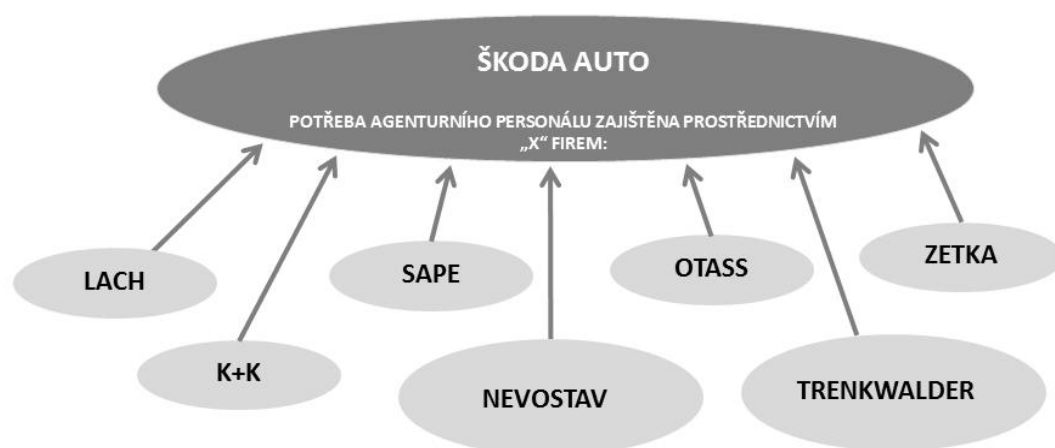 ŠKODA AUTO
POTŘEBA AGENTURNÍHO PERSONÁLU ZAJIŠTĚNA PROSTŘEDNICTVÍM
„X“ FIREM:
LACH
K+K
SAPE
NEVOSTAV
OTASS
TRENKWALDER
ZETKA